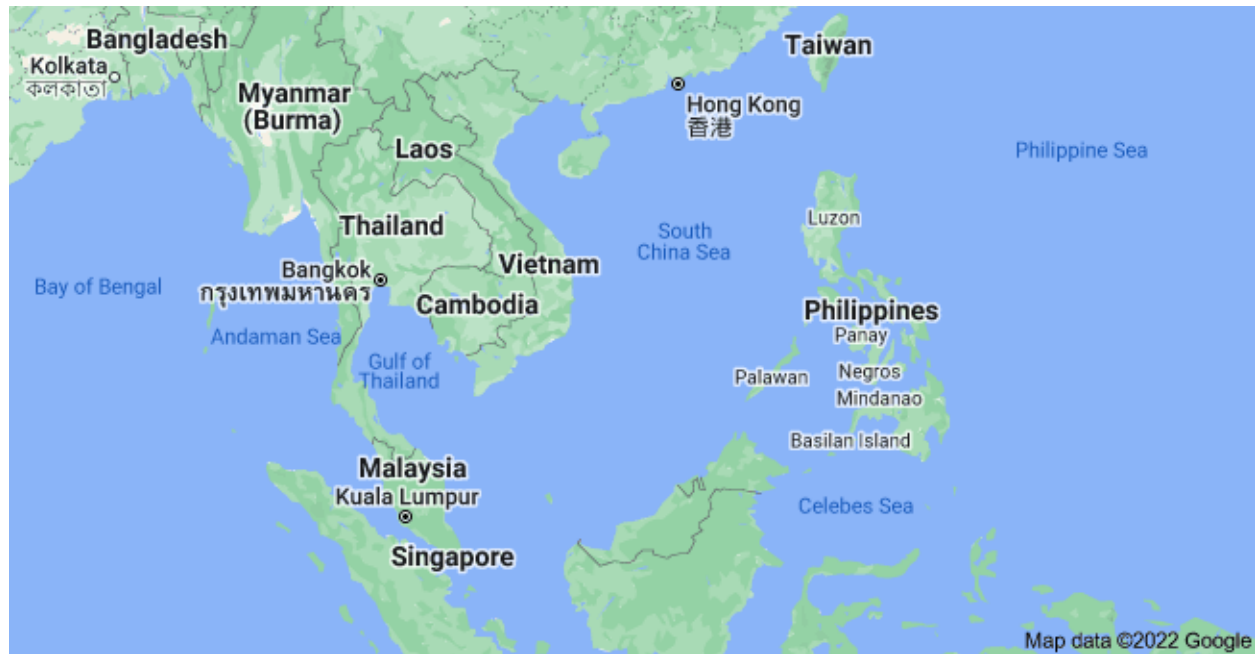 Bangladesh
Taiwan
Kolkata
কলকাতা
Myanmar
(Burma)
Hong Kong
香港
Laos
Philippine Sea
Luzon
Thailand
South
China Sea
Vietnam
Bangkok
กรุงเทพมหานคร
Bay of Bengal
Cambodia
Philippines
Andaman Sea
Panay
Gulf of
Thailand
Palawan
Negros
Mindanao
Basilan Island
Malaysia
Kuala Lumpur
Celebes Sea
Singapore
Map data ©2022 Google